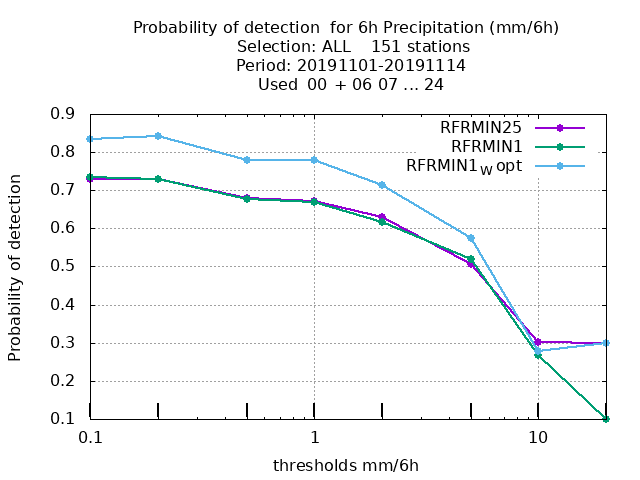 Probability of detection for 6h Precipitation (mm/6h)
Selection: ALL 151 stations
Period: 20191101-20191114
Used 00 + 06 07 ... 24
RFRMIN25
RFRMIN1
RFRMIN1W opt
Probability of detection
0.9
0.8
0.7
0.6
0.5
0.4
0.3
0.2
0.1
0.1 1 10
thresholds mm/6h